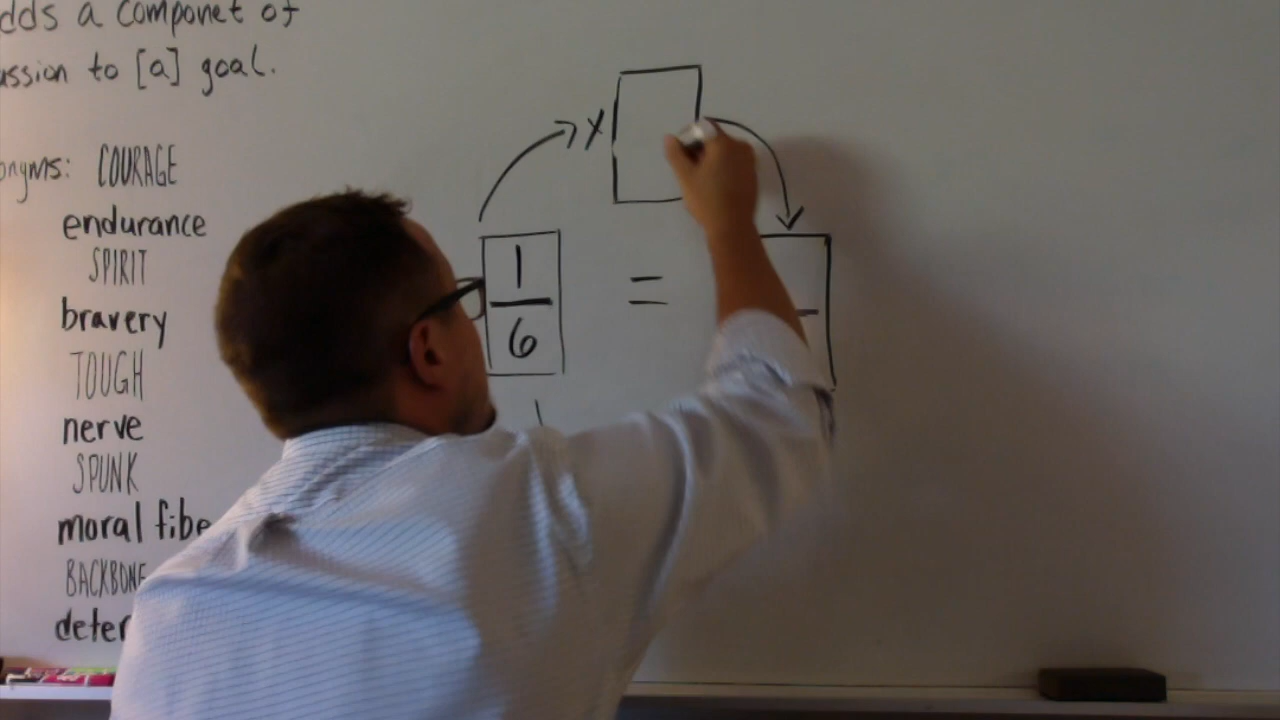 dds a componet of
ssion to [a] goal.
onyms: COURAGE
endurance
SPIRIT
bravery
TOUGH
nerve
SPUNK
moral fibe
BACKBONE
deter
x
1
6
=